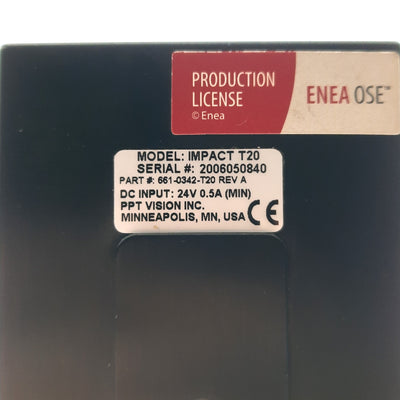 PRODUCTION
LICENSE
© Enea
ENEA OSE™
MODEL: IMPACT T20
SERIAL #: 2006050840
PART #: 661-0342-T20 REV A
DC INPUT: 24V 0.5A (MIN)
PPT VISION INC.
MINNEAPOLIS, MN, USA CE